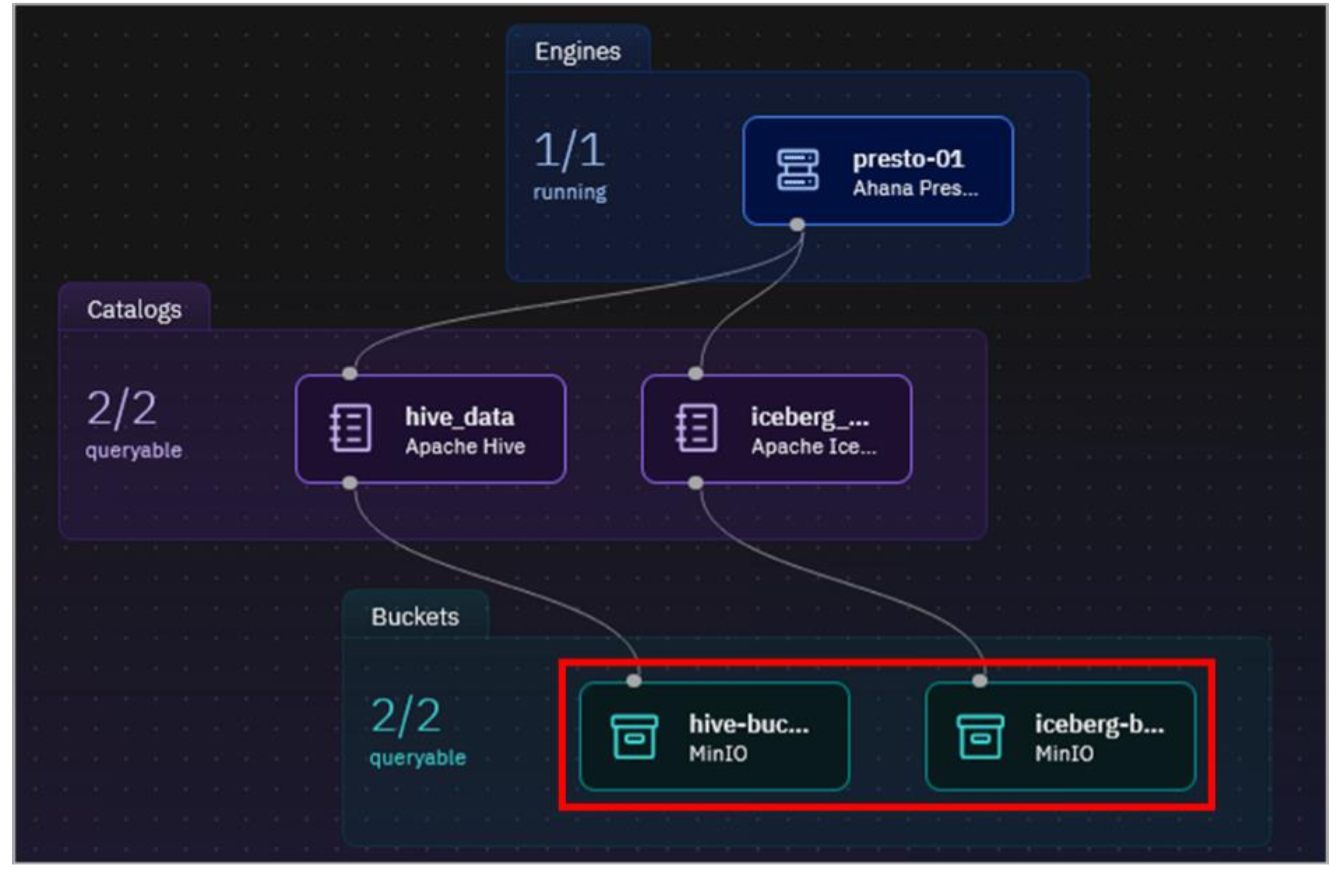 Engines
1/1
running
presto-01
Ahana Pres...
Catalogs
2/2
queryable
hive_data
Apache Hive
iceberg_...
Apache Ice...
Buckets
2/2
queryable
hive-buc...
MinIO
iceberg-b...
MinIO